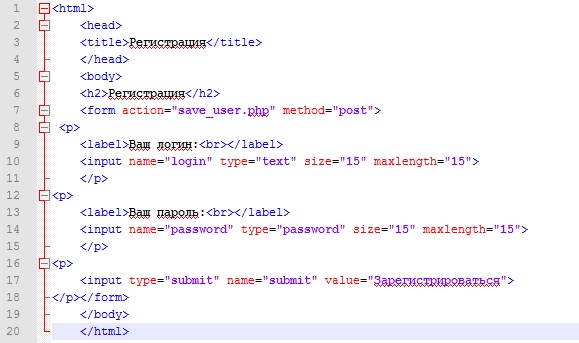 1 <html>
2 <head>
3 <title>Регистрация</title>
4 </head>
5 <body>
6 <h2>Регистрация</h2>
7 <form action="save_user.php" method="post">
8 <p>
9 <label>Ваш логин:<br></label>
10 <input name="login" type="text" size="15" maxlength="15">
11 </p>
12 <p>
13 <label>Ваш пароль:<br></label>
14 <input name="password" type="password" size="15" maxlength="15">
15 </p>
16 <p>
17 <input type="submit" name="submit" value="Зарегистрироваться">
18 </p></form>
19 </body>
20 </html>